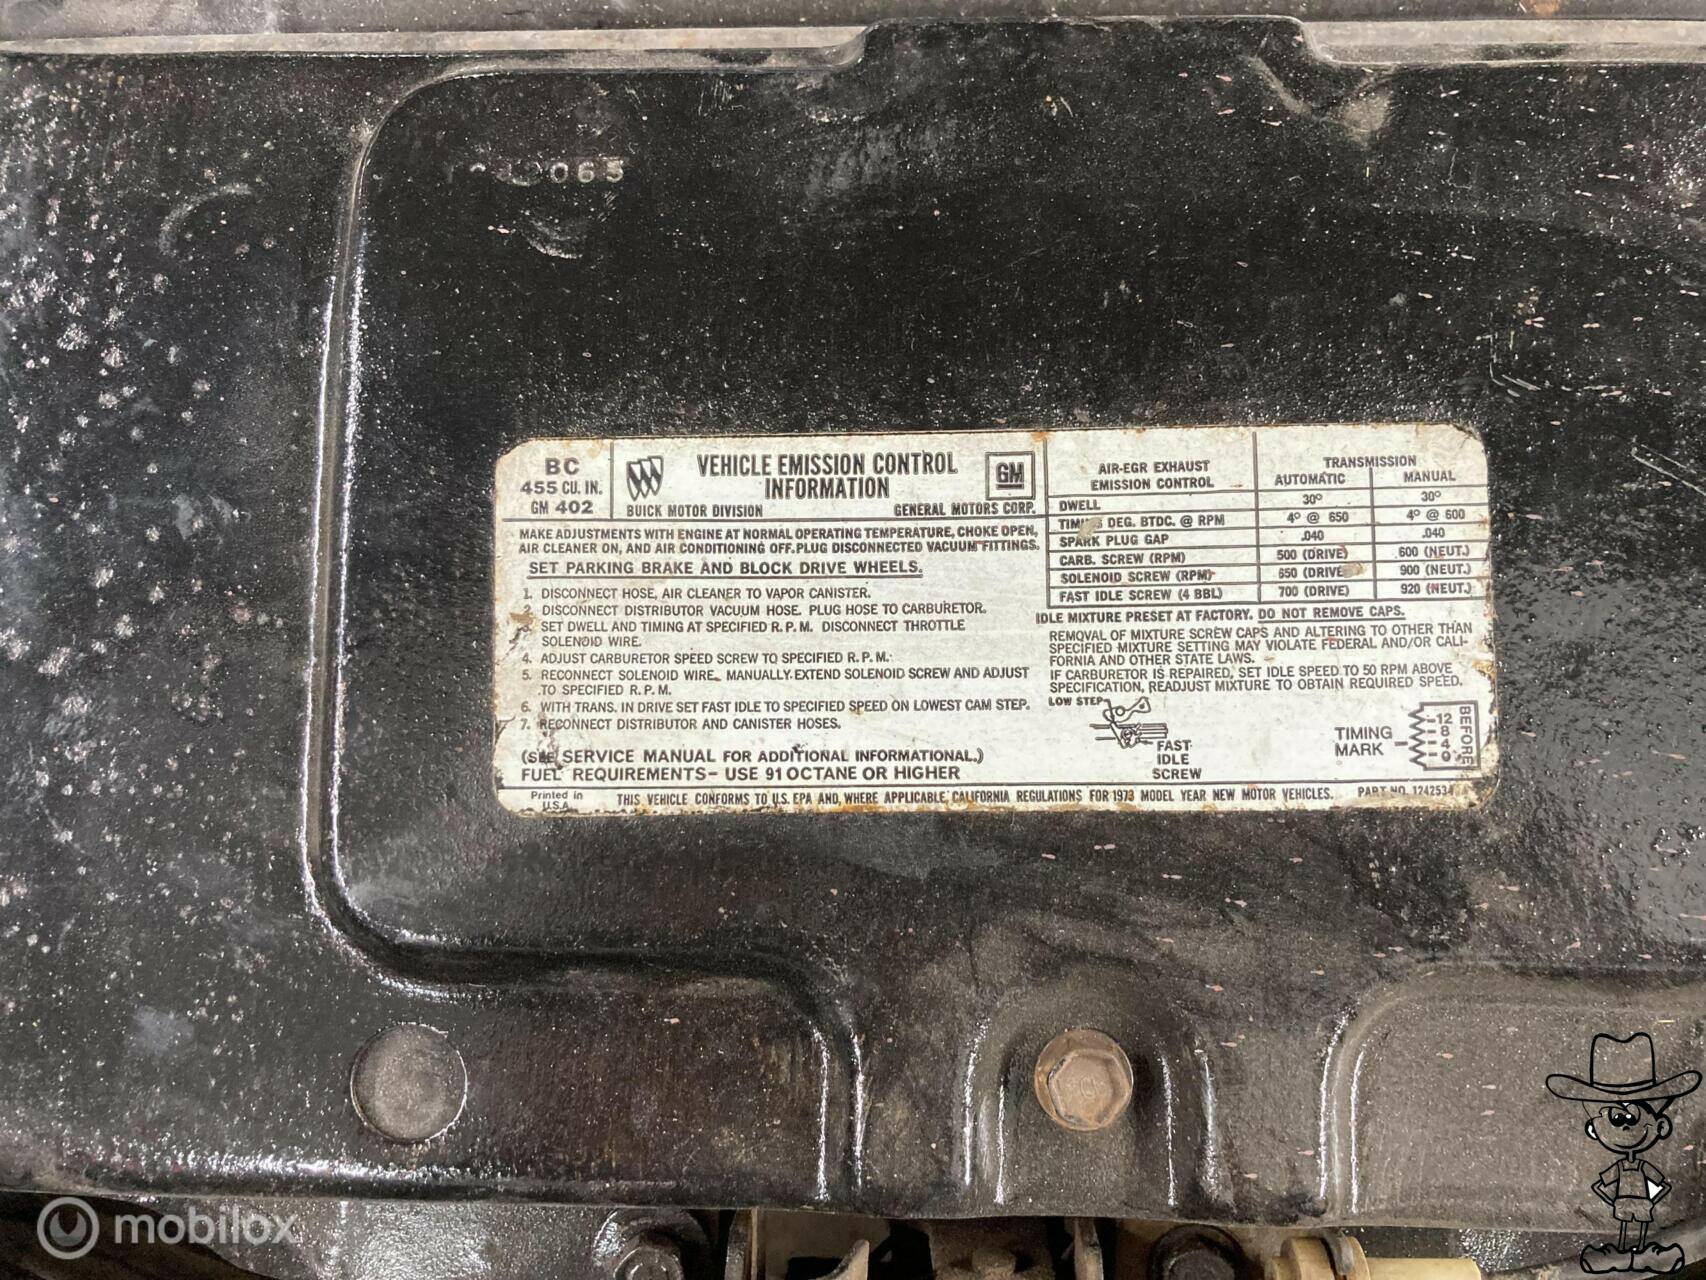 065
BC
455 CU. IN.
GM 402
VEHICLE EMISSION CONTROL
INFORMATION
BUICK MOTOR DIVISION GENERAL MOTORS CORP.
GM
MAKE ADJUSTMENTS WITH ENGINE AT NORMAL OPERATING TEMPERATURE, CHOKE OPEN,
AIR CLEANER ON, AND AIR CONDITIONING OFF. PLUG DISCONNECTED VACUUM FITTINGS.
SET PARKING BRAKE AND BLOCK DRIVE WHEELS.
1. DISCONNECT HOSE, AIR CLEANER TO VAPOR CANISTER.
2. DISCONNECT DISTRIBUTOR VACUUM HOSE. PLUG HOSE TO CARBURETOR.
3. SET DWELL AND TIMING AT SPECIFIED R.P.M. DISCONNECT THROTTLE
SOLENOID WIRE.
4. ADJUST CARBURETOR SPEED SCREW TO SPECIFIED R.P.M.
5. RECONNECT SOLENOID WIRE. MANUALLY EXTEND SOLENOID SCREW AND ADJUST
TO SPECIFIED R.P.M.
6. WITH TRANS. IN DRIVE SET FAST IDLE TO SPECIFIED SPEED ON LOWEST CAM STEP.
7. RECONNECT DISTRIBUTOR AND CANISTER HOSES.
(SEE SERVICE MANUAL FOR ADDITIONAL INFORMATIONAL.)
FUEL REQUIREMENTS- USE 91 OCTANE OR HIGHER
AIR-EGR EXHAUST
EMISSION CONTROL
TRANSMISSION
AUTOMATIC MANUAL
DWELL 30° 30°
TIMING DEG. BTDC. @ RPM 4° @ 650 4° @ 600
SPARK PLUG GAP .040 .040
CARB. SCREW (RPM) 500 (DRIVE) 600 (NEUT.)
SOLENOID SCREW (RPM) 650 (DRIVE) 900 (NEUT.)
FAST IDLE SCREW (4 BBL) 700 (DRIVE) 920 (NEUT.)
IDLE MIXTURE PRESET AT FACTORY. DO NOT REMOVE CAPS.
REMOVAL OF MIXTURE SCREW CAPS AND ALTERING TO OTHER THAN
SPECIFIED MIXTURE SETTING MAY VIOLATE FEDERAL AND/OR CALI-
FORNIA AND OTHER STATE LAWS.
IF CARBURETOR IS REPAIRED, SET IDLE SPEED TO 50 RPM ABOVE
SPECIFICATION, READJUST MIXTURE TO OBTAIN REQUIRED SPEED.
LOW STEP
FAST
IDLE
SCREW
TIMING
MARK
12
8
4
0
BEFORE
Printed in
U.S.A.
THIS VEHICLE CONFORMS TO U.S. EPA AND, WHERE APPLICABLE CALIFORNIA REGULATIONS FOR 1973 MODEL YEAR NEW MOTOR VEHICLES.
PART NO. 1242534
mobilox